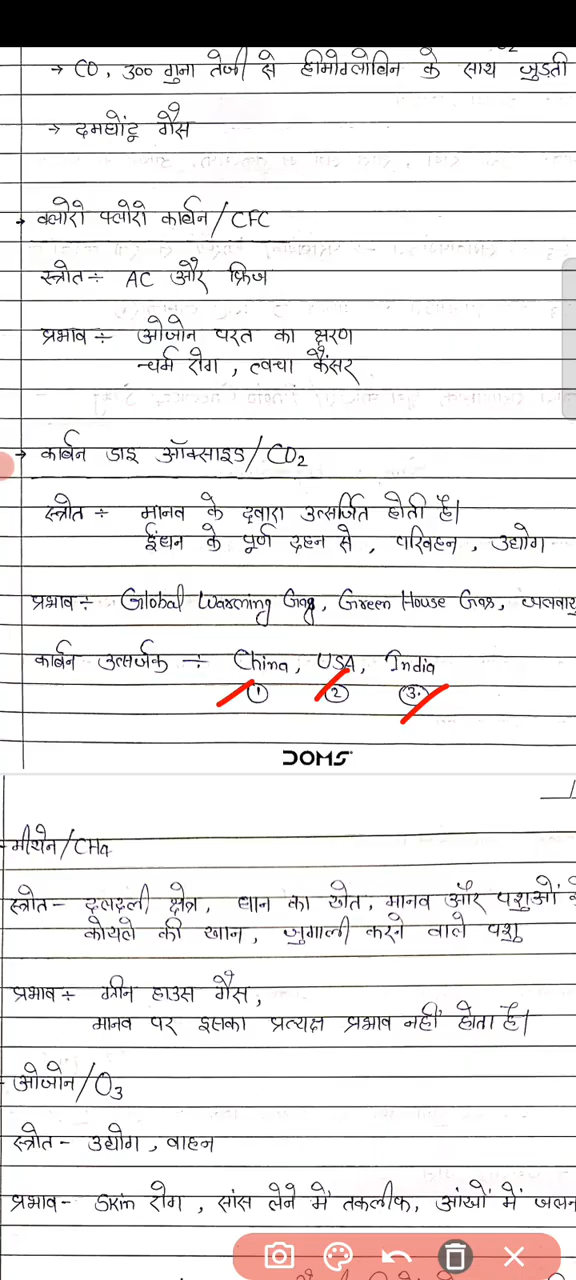 → CO, 300 गुना तेजी से हीमोग्लोबिन के साथ जुड़ती
→ दमघोंटू गैस
→ क्लोरो फ्लोरो कार्बन/CFC
स्त्रोत÷ AC और फ्रिज
प्रभाव÷ ओजोन परत का क्षरण
चर्म रोग, त्वचा कैंसर
→ कार्बन डाइ ऑक्साइड/CO₂
स्त्रोत÷ मानव के द्वारा उत्सर्जित होती है।
ईंधन के पूर्ण दहन से, परिवहन, उद्योग
प्रभाव÷ Global Warming Gas, Green House Gas, जलवायु
कार्बन उत्सर्जक÷ China, USA, India
① ② ③
DOMS
मीथेन/CH₄
स्त्रोत- दलदली क्षेत्र, धान का खेत, मानव और पशुओं
कोयले की खान, जुगाली करने वाले पशु
प्रभाव÷ ग्रीन हाउस गैस,
मानव पर इसका प्रत्यक्ष प्रभाव नहीं होता है।
ओजोन/O₃
स्त्रोत- उद्योग, वाहन
प्रभाव- Skin रोग, सांस लेने में तकलीफ, आंखों में जलन